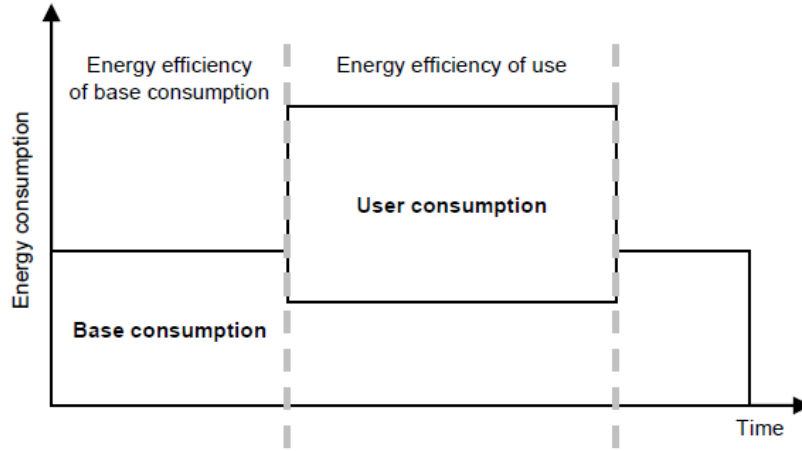 Energy efficiency
of base consumption
Energy efficiency of use
Energy consumption
User consumption
Base consumption
Time